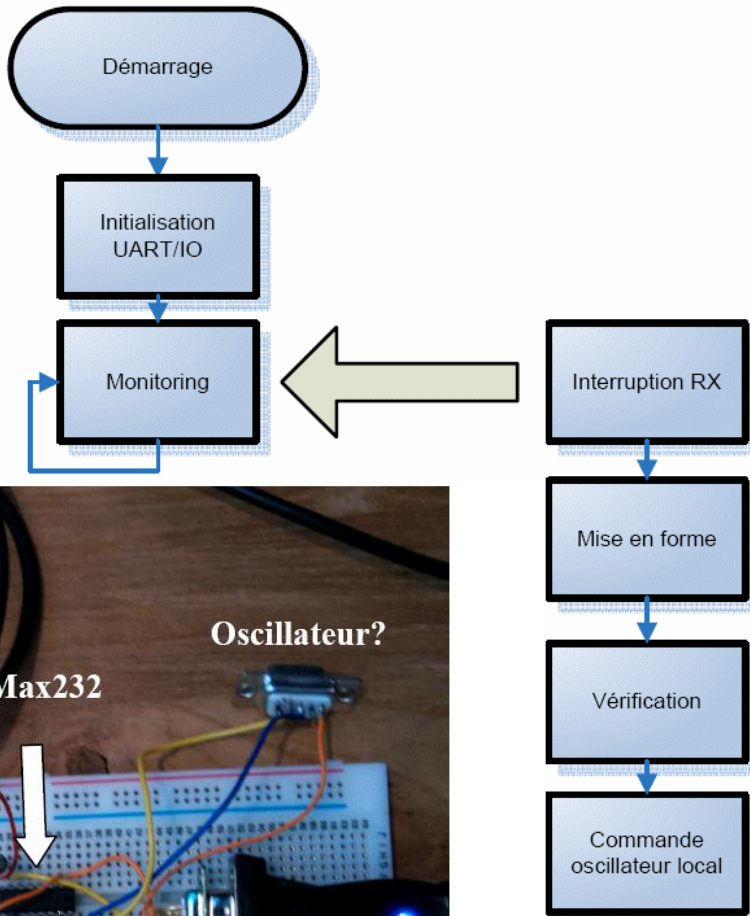 Démarrage
Initialisation
UART/IO
Monitoring
Interruption RX
Mise en forme
Vérification
Commande
oscillateur local
Oscillateur?
Max232